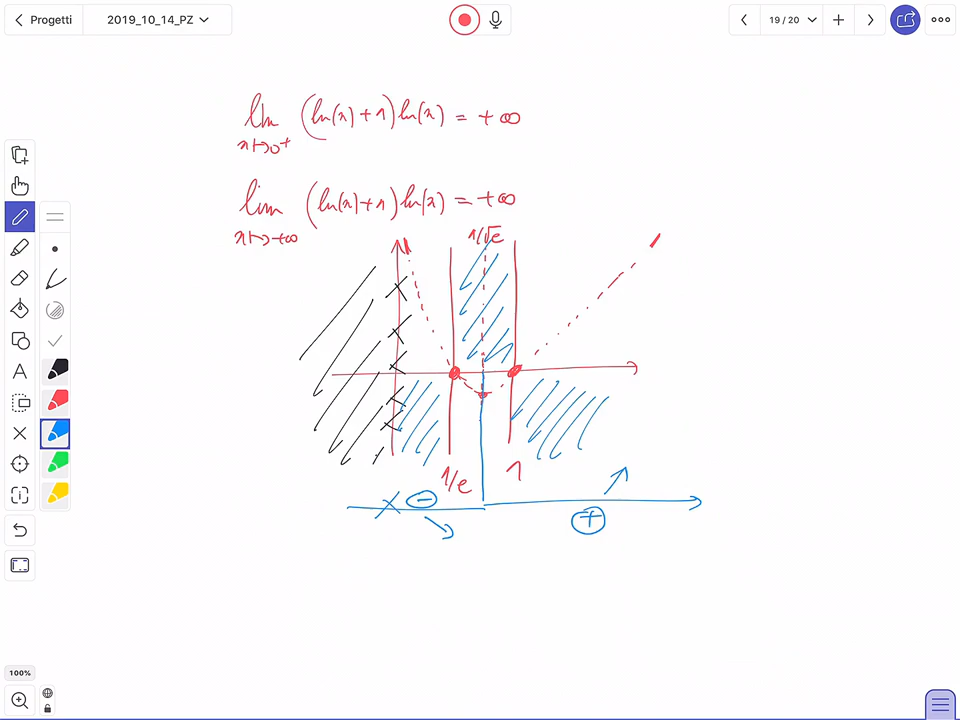 Progetti
2019_10_14_PZ
19 / 20
lim (ln(x)+1) ln(x) = +∞
x→0⁺
lim (ln(x)+1) ln(x) = +∞
x→+∞
1/√e
1/e
1
−
+
A
100%